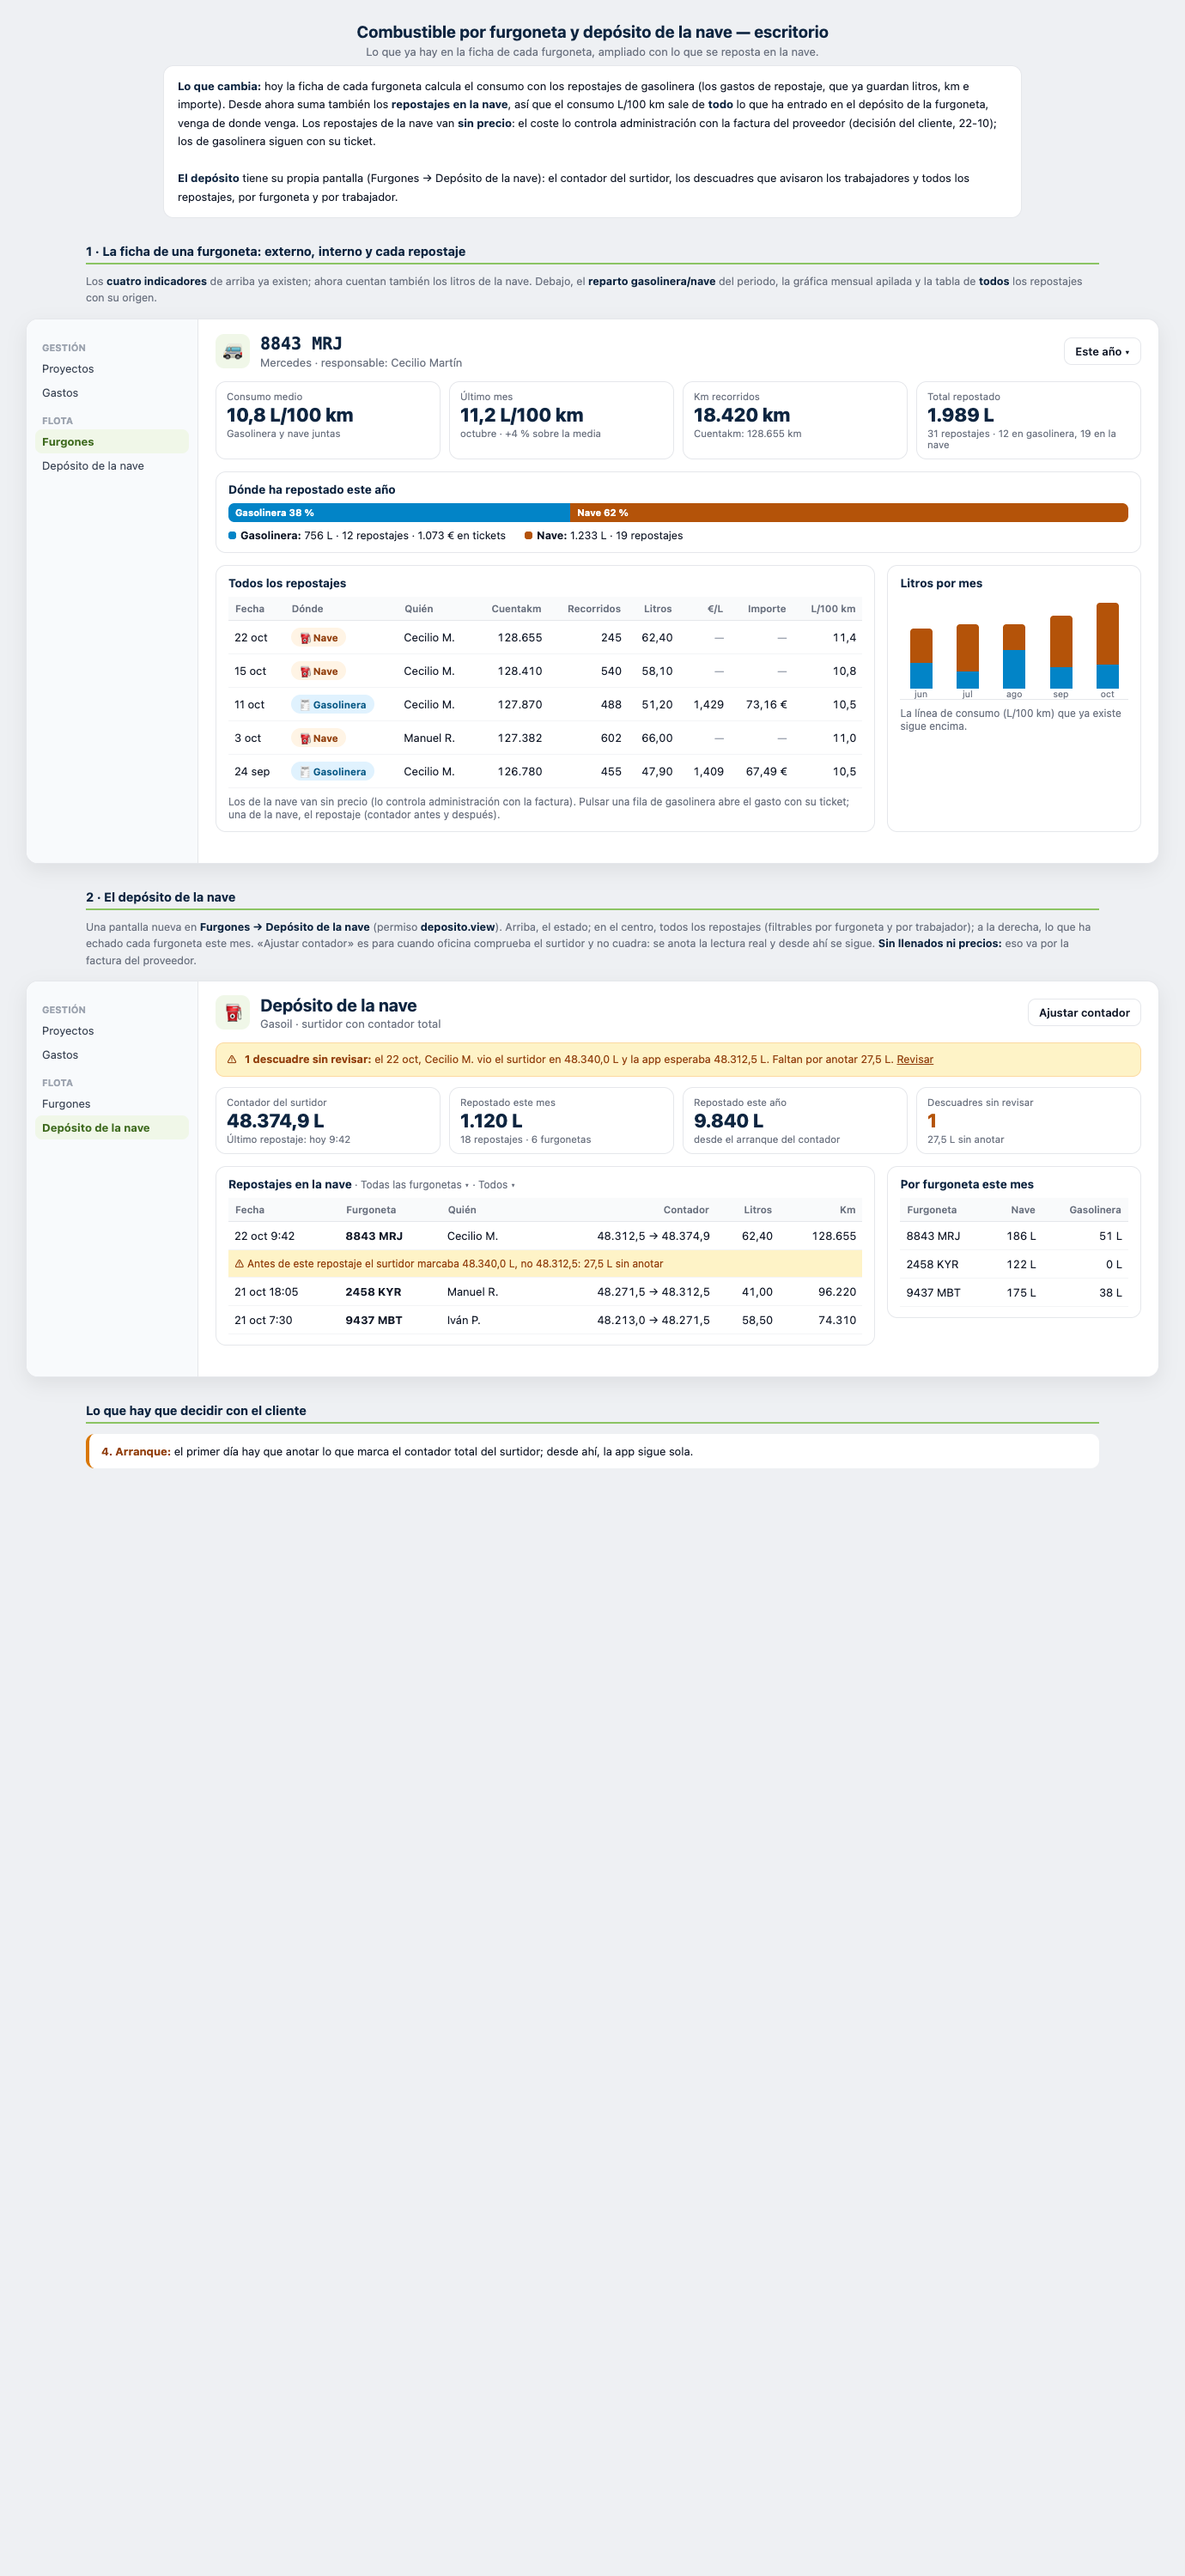 Combustible por furgoneta y depósito de la nave — escritorio
Lo que ya hay en la ficha de cada furgoneta, ampliado con lo que se reposta en la nave.
Lo que cambia: hoy la ficha de cada furgoneta calcula el consumo con los repostajes de gasolinera (los gastos de repostaje, que ya guardan litros, km e
importe). Desde ahora suma también los repostajes en la nave, así que el consumo L/100 km sale de todo lo que ha entrado en el depósito de la furgoneta,
venga de donde venga. Los repostajes de la nave van sin precio: el coste lo controla administración con la factura del proveedor (decisión del cliente, 22-10);
los de gasolinera siguen con su ticket.
El depósito tiene su propia pantalla (Furgones → Depósito de la nave): el contador del surtidor, los descuadres que avisaron los trabajadores y todos los
repostajes, por furgoneta y por trabajador.
1 · La ficha de una furgoneta: externo, interno y cada repostaje
Los cuatro indicadores de arriba ya existen; ahora cuentan también los litros de la nave. Debajo, el reparto gasolinera/nave del periodo, la gráfica mensual apilada y la tabla de todos los repostajes
con su origen.
GESTIÓN
Proyectos
Gastos
FLOTA
Furgones
Depósito de la nave
8843 MRJ
Mercedes · responsable: Cecilio Martín
Este año ▾
Consumo medio
10,8 L/100 km
Gasolinera y nave juntas
Último mes
11,2 L/100 km
octubre · +4 % sobre la media
Km recorridos
18.420 km
Cuentakm: 128.655 km
Total repostado
1.989 L
31 repostajes · 12 en gasolinera, 19 en la
nave
Dónde ha repostado este año
Gasolinera 38 % Nave 62 %
Gasolinera: 756 L · 12 repostajes · 1.073 € en tickets Nave: 1.233 L · 19 repostajes
Todos los repostajes
Fecha Dónde Quién Cuentakm Recorridos Litros €/L Importe L/100 km
22 oct Nave Cecilio M. 128.655 245 62,40 — — 11,4
15 oct Nave Cecilio M. 128.410 540 58,10 — — 10,8
11 oct Gasolinera Cecilio M. 127.870 488 51,20 1,429 73,16 € 10,5
3 oct Nave Manuel R. 127.382 602 66,00 — — 11,0
24 sep Gasolinera Cecilio M. 126.780 455 47,90 1,409 67,49 € 10,5
Los de la nave van sin precio (lo controla administración con la factura). Pulsar una fila de gasolinera abre el gasto con su ticket;
una de la nave, el repostaje (contador antes y después).
Litros por mes
jun jul ago sep oct
La línea de consumo (L/100 km) que ya existe
sigue encima.
2 · El depósito de la nave
Una pantalla nueva en Furgones → Depósito de la nave (permiso deposito.view). Arriba, el estado; en el centro, todos los repostajes (filtrables por furgoneta y por trabajador); a la derecha, lo que ha
echado cada furgoneta este mes. «Ajustar contador» es para cuando oficina comprueba el surtidor y no cuadra: se anota la lectura real y desde ahí se sigue. Sin llenados ni precios: eso va por la
factura del proveedor.
GESTIÓN
Proyectos
Gastos
FLOTA
Furgones
Depósito de la nave
Depósito de la nave
Gasoil · surtidor con contador total
Ajustar contador
⚠ 1 descuadre sin revisar: el 22 oct, Cecilio M. vio el surtidor en 48.340,0 L y la app esperaba 48.312,5 L. Faltan por anotar 27,5 L. Revisar
Contador del surtidor
48.374,9 L
Último repostaje: hoy 9:42
Repostado este mes
1.120 L
18 repostajes · 6 furgonetas
Repostado este año
9.840 L
desde el arranque del contador
Descuadres sin revisar
1
27,5 L sin anotar
Repostajes en la nave · Todas las furgonetas ▾ · Todos ▾
Fecha Furgoneta Quién Contador Litros Km
22 oct 9:42 8843 MRJ Cecilio M. 48.312,5 → 48.374,9 62,40 128.655
⚠ Antes de este repostaje el surtidor marcaba 48.340,0 L, no 48.312,5: 27,5 L sin anotar
21 oct 18:05 2458 KYR Manuel R. 48.271,5 → 48.312,5 41,00 96.220
21 oct 7:30 9437 MBT Iván P. 48.213,0 → 48.271,5 58,50 74.310
Por furgoneta este mes
Furgoneta Nave Gasolinera
8843 MRJ 186 L 51 L
2458 KYR 122 L 0 L
9437 MBT 175 L 38 L
Lo que hay que decidir con el cliente
4. Arranque: el primer día hay que anotar lo que marca el contador total del surtidor; desde ahí, la app sigue sola.